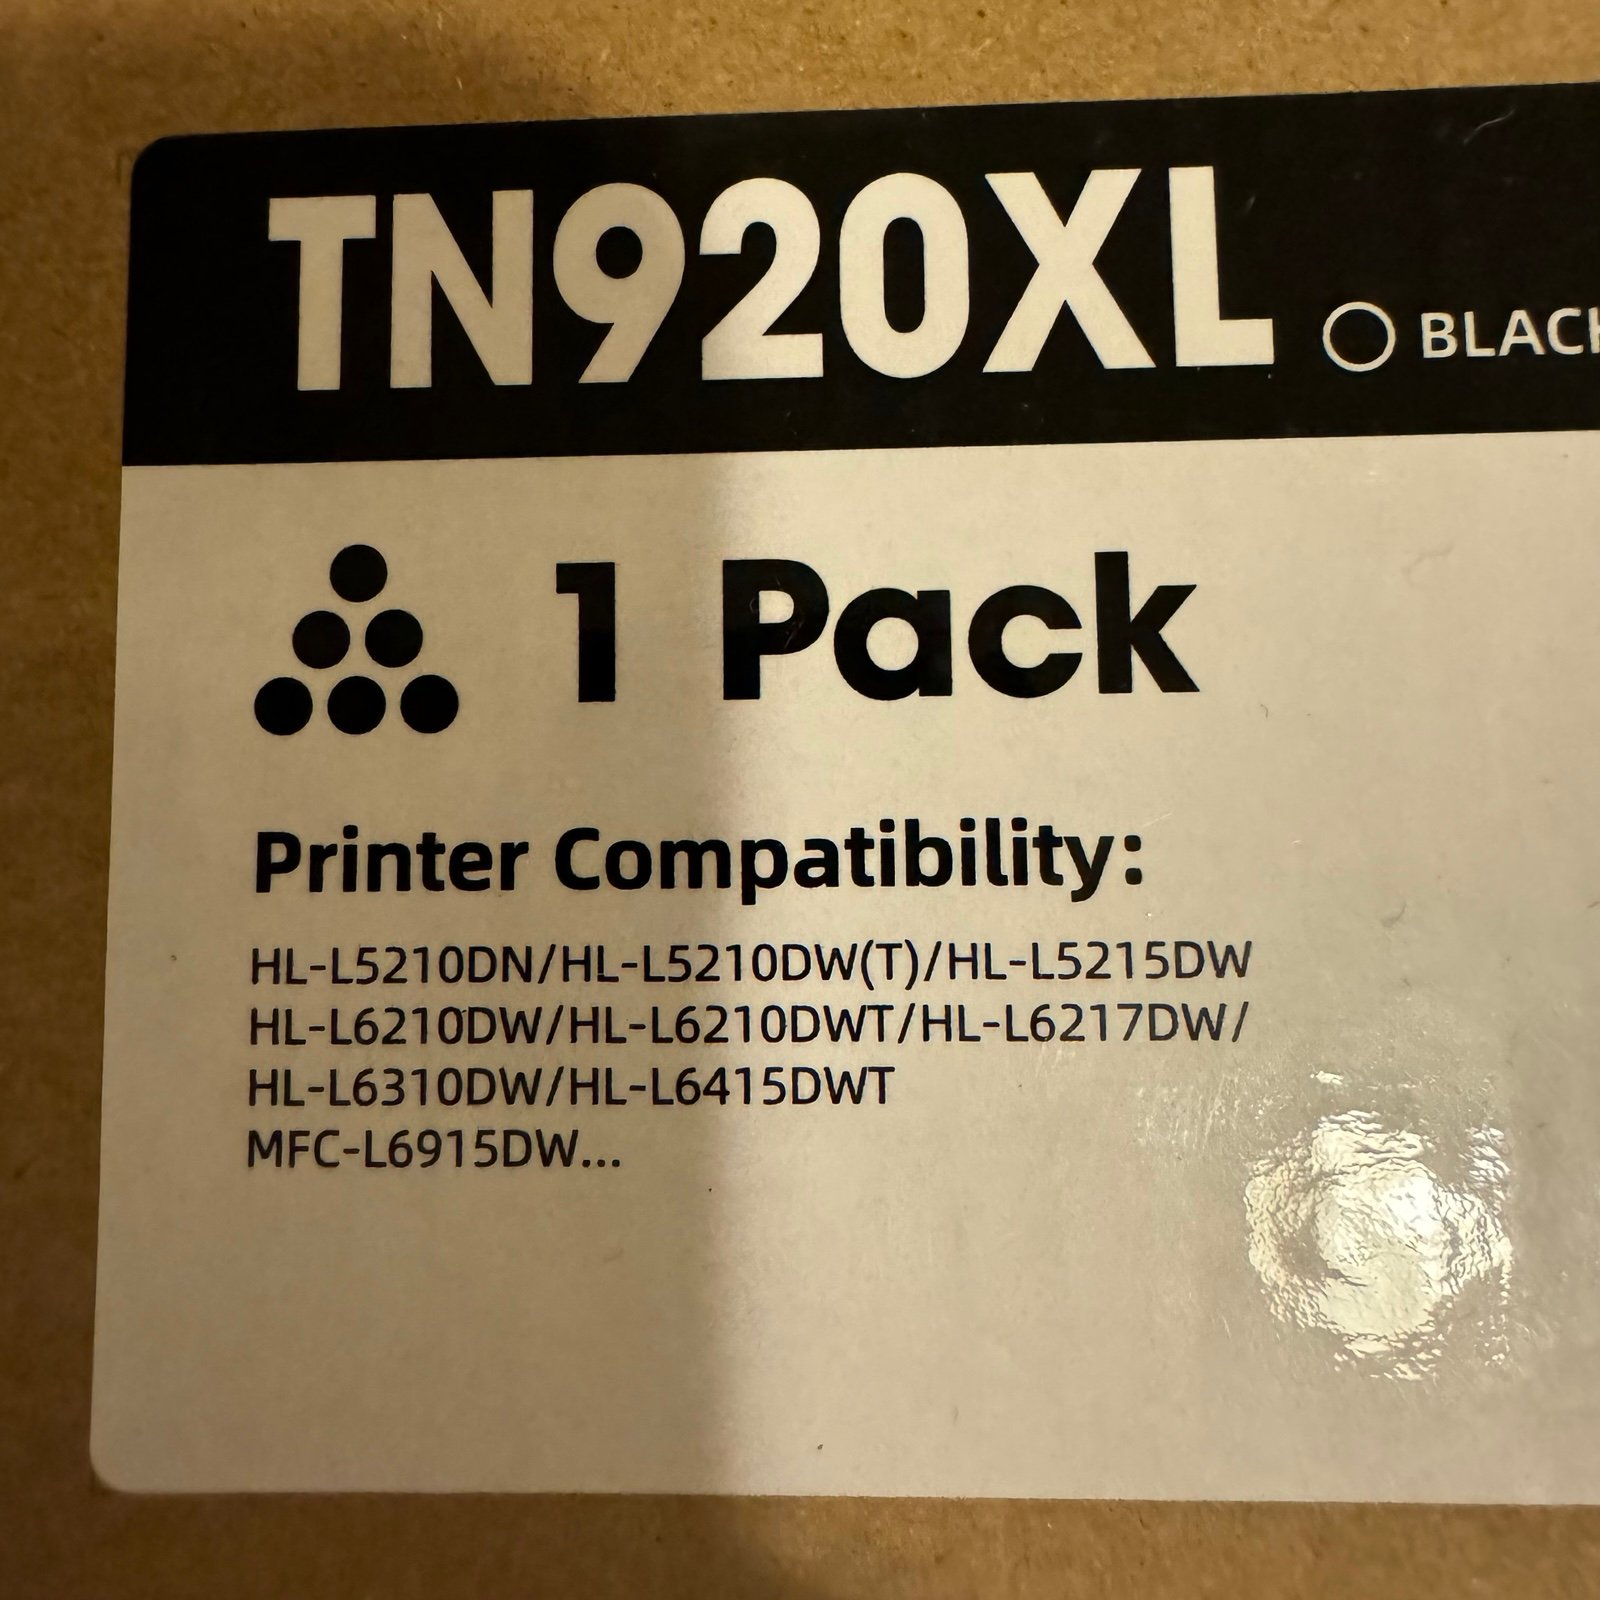 TN920XL BLACK
1 Pack
Printer Compatibility:
HL-L5210DN/HL-L5210DW(T)/HL-L5215DW
HL-L6210DW/HL-L6210DWT/HL-L6217DW/
HL-L6310DW/HL-L6415DWT
MFC-L6915DW...